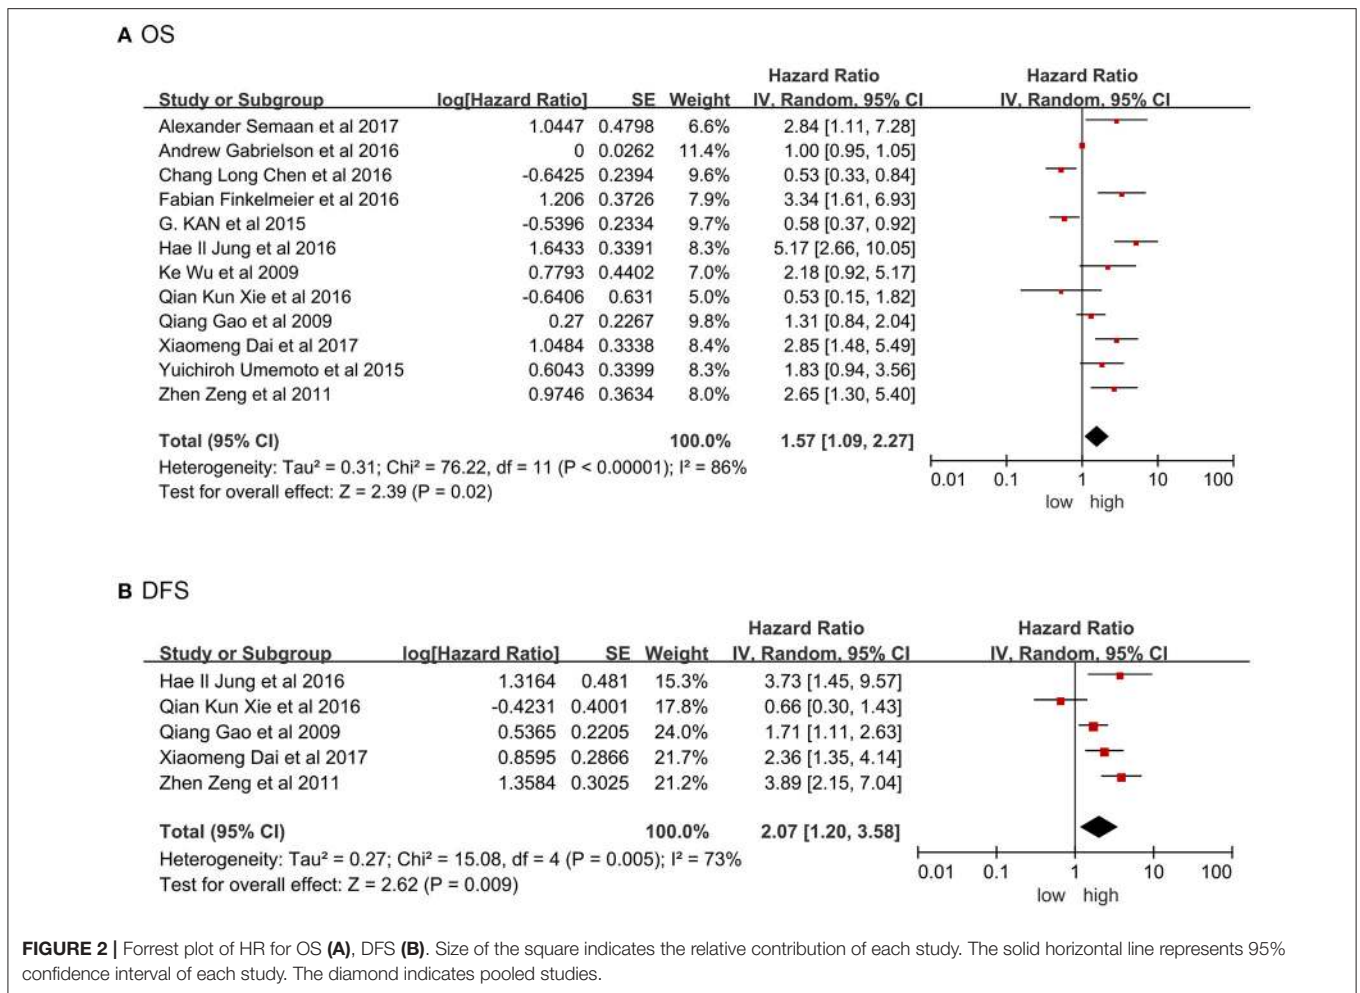 A OS
Hazard Ratio Hazard Ratio
Study or Subgroup log[Hazard Ratio] SE Weight IV, Random, 95% CI IV, Random, 95% CI
Alexander Semaan et al 2017 1.0447 0.4798 6.6% 2.84 [1.11, 7.28]
Andrew Gabrielson et al 2016 0 0.0262 11.4% 1.00 [0.95, 1.05]
Chang Long Chen et al 2016 -0.6425 0.2394 9.6% 0.53 [0.33, 0.84]
Fabian Finkelmeier et al 2016 1.206 0.3726 7.9% 3.34 [1.61, 6.93]
G. KAN et al 2015 -0.5396 0.2334 9.7% 0.58 [0.37, 0.92]
Hae Il Jung et al 2016 1.6433 0.3391 8.3% 5.17 [2.66, 10.05]
Ke Wu et al 2009 0.7793 0.4402 7.0% 2.18 [0.92, 5.17]
Qian Kun Xie et al 2016 -0.6406 0.631 5.0% 0.53 [0.15, 1.82]
Qiang Gao et al 2009 0.27 0.2267 9.8% 1.31 [0.84, 2.04]
Xiaomeng Dai et al 2017 1.0484 0.3338 8.4% 2.85 [1.48, 5.49]
Yuichiroh Umemoto et al 2015 0.6043 0.3399 8.3% 1.83 [0.94, 3.56]
Zhen Zeng et al 2011 0.9746 0.3634 8.0% 2.65 [1.30, 5.40]
Total (95% CI) 100.0% 1.57 [1.09, 2.27]
Heterogeneity: Tau² = 0.31; Chi² = 76.22, df = 11 (P < 0.00001); I² = 86%
Test for overall effect: Z = 2.39 (P = 0.02)
0.01 0.1 1 10 100
low high
B DFS
Hazard Ratio Hazard Ratio
Study or Subgroup log[Hazard Ratio] SE Weight IV, Random, 95% CI IV, Random, 95% CI
Hae Il Jung et al 2016 1.3164 0.481 15.3% 3.73 [1.45, 9.57]
Qian Kun Xie et al 2016 -0.4231 0.4001 17.8% 0.66 [0.30, 1.43]
Qiang Gao et al 2009 0.5365 0.2205 24.0% 1.71 [1.11, 2.63]
Xiaomeng Dai et al 2017 0.8595 0.2866 21.7% 2.36 [1.35, 4.14]
Zhen Zeng et al 2011 1.3584 0.3025 21.2% 3.89 [2.15, 7.04]
Total (95% CI) 100.0% 2.07 [1.20, 3.58]
Heterogeneity: Tau² = 0.27; Chi² = 15.08, df = 4 (P = 0.005); I² = 73%
Test for overall effect: Z = 2.62 (P = 0.009)
0.01 0.1 1 10 100
low high
FIGURE 2 | Forrest plot of HR for OS (A), DFS (B). Size of the square indicates the relative contribution of each study. The solid horizontal line represents 95%
confidence interval of each study. The diamond indicates pooled studies.